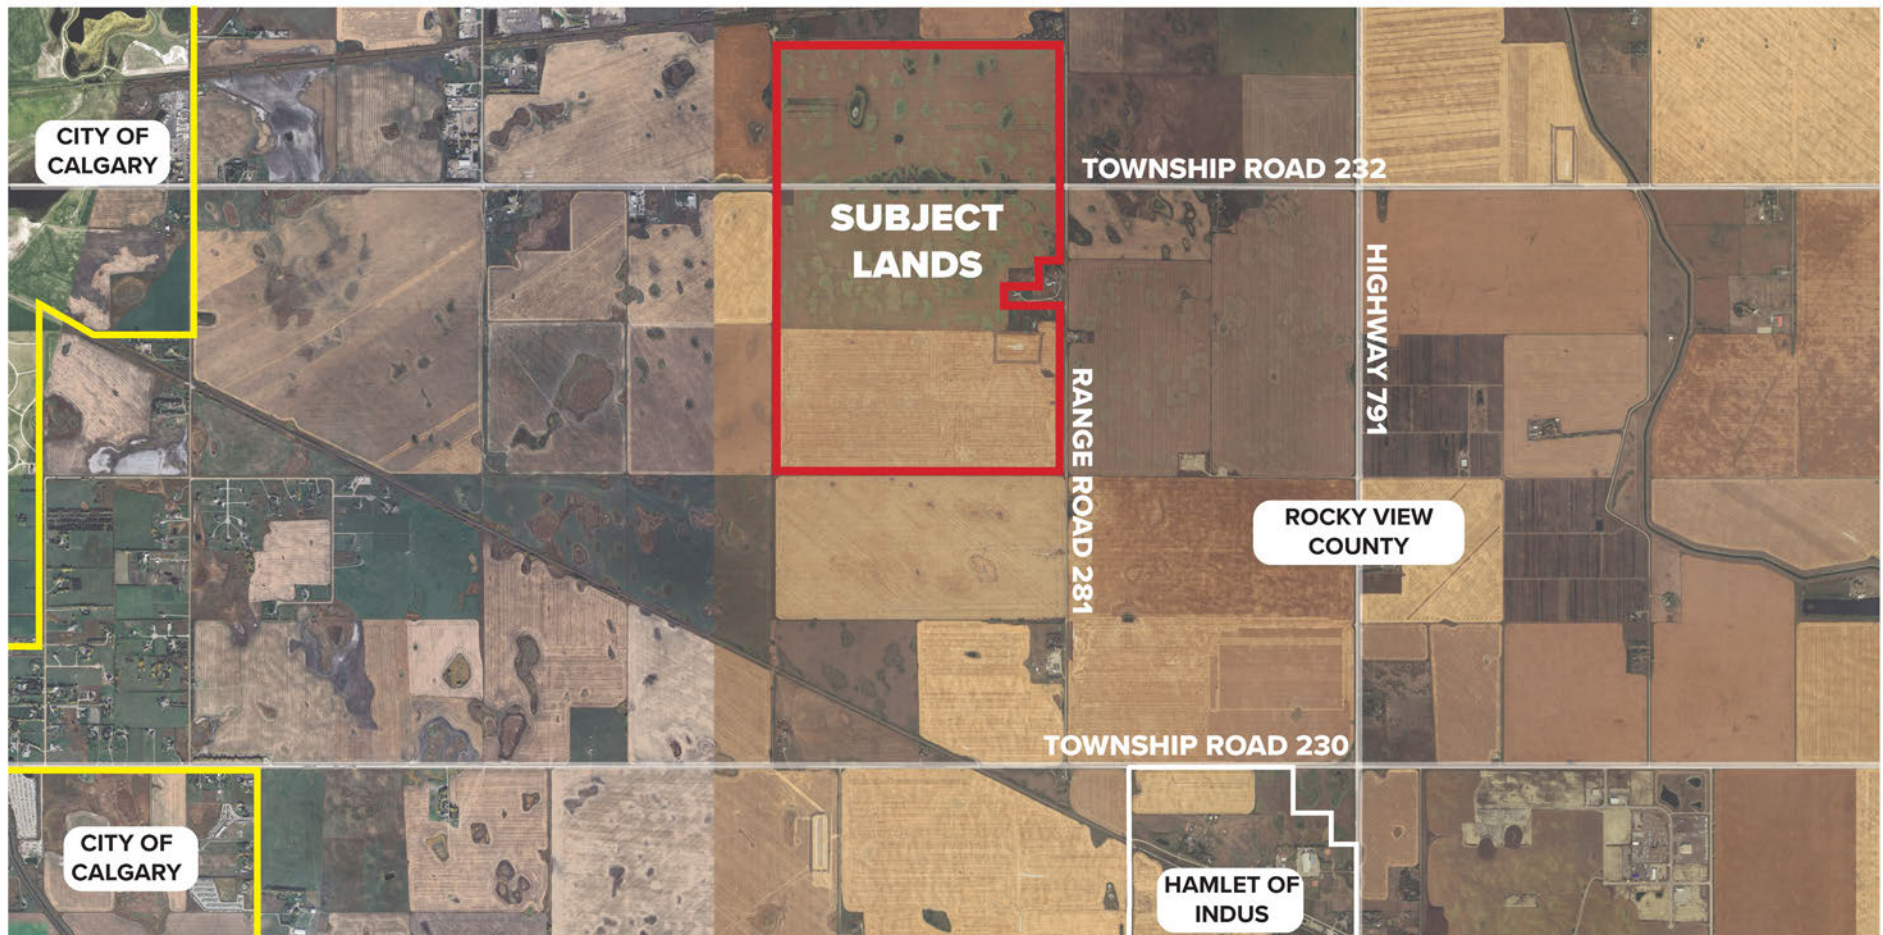 CITY OF
CALGARY
TOWNSHIP ROAD 232
SUBJECT
LANDS
HIGHWAY 791
RANGE ROAD 281
ROCKY VIEW
COUNTY
TOWNSHIP ROAD 230
CITY OF
CALGARY
HAMLET OF
INDUS